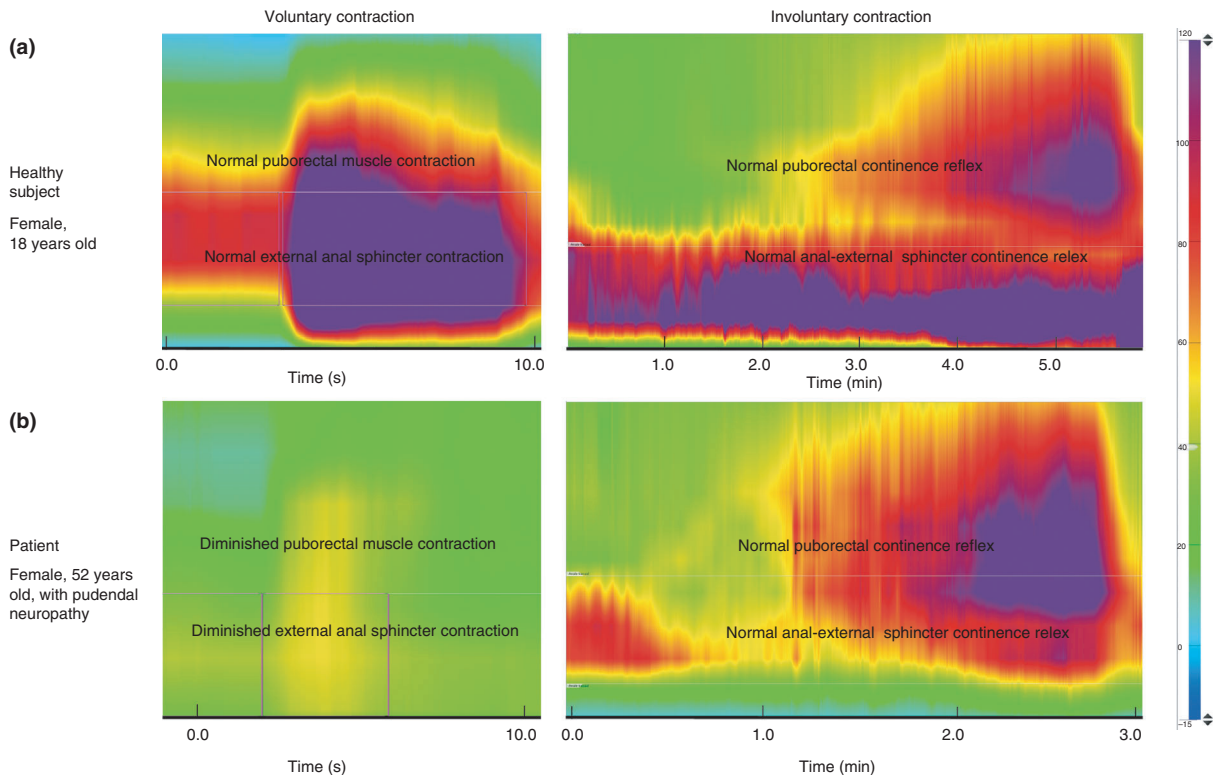 Voluntary contraction
Involuntary contraction
(a)
Healthy
subject
Female,
18 years old
Normal puborectal muscle contraction
Normal external anal sphincter contraction
0.0
10.0
Time (s)
Normal puborectal continence reflex
Normal anal-external sphincter continence relex
1.0
2.0
3.0
4.0
5.0
Time (min)
(b)
Patient
Female, 52 years
old, with pudendal
neuropathy
Diminished puborectal muscle contraction
Diminished external anal sphincter contraction
0.0
10.0
Time (s)
Normal puborectal continence reflex
Normal anal-external sphincter continence relex
0.0
1.0
2.0
3.0
Time (min)
120
100
80
60
40
20
0
−15